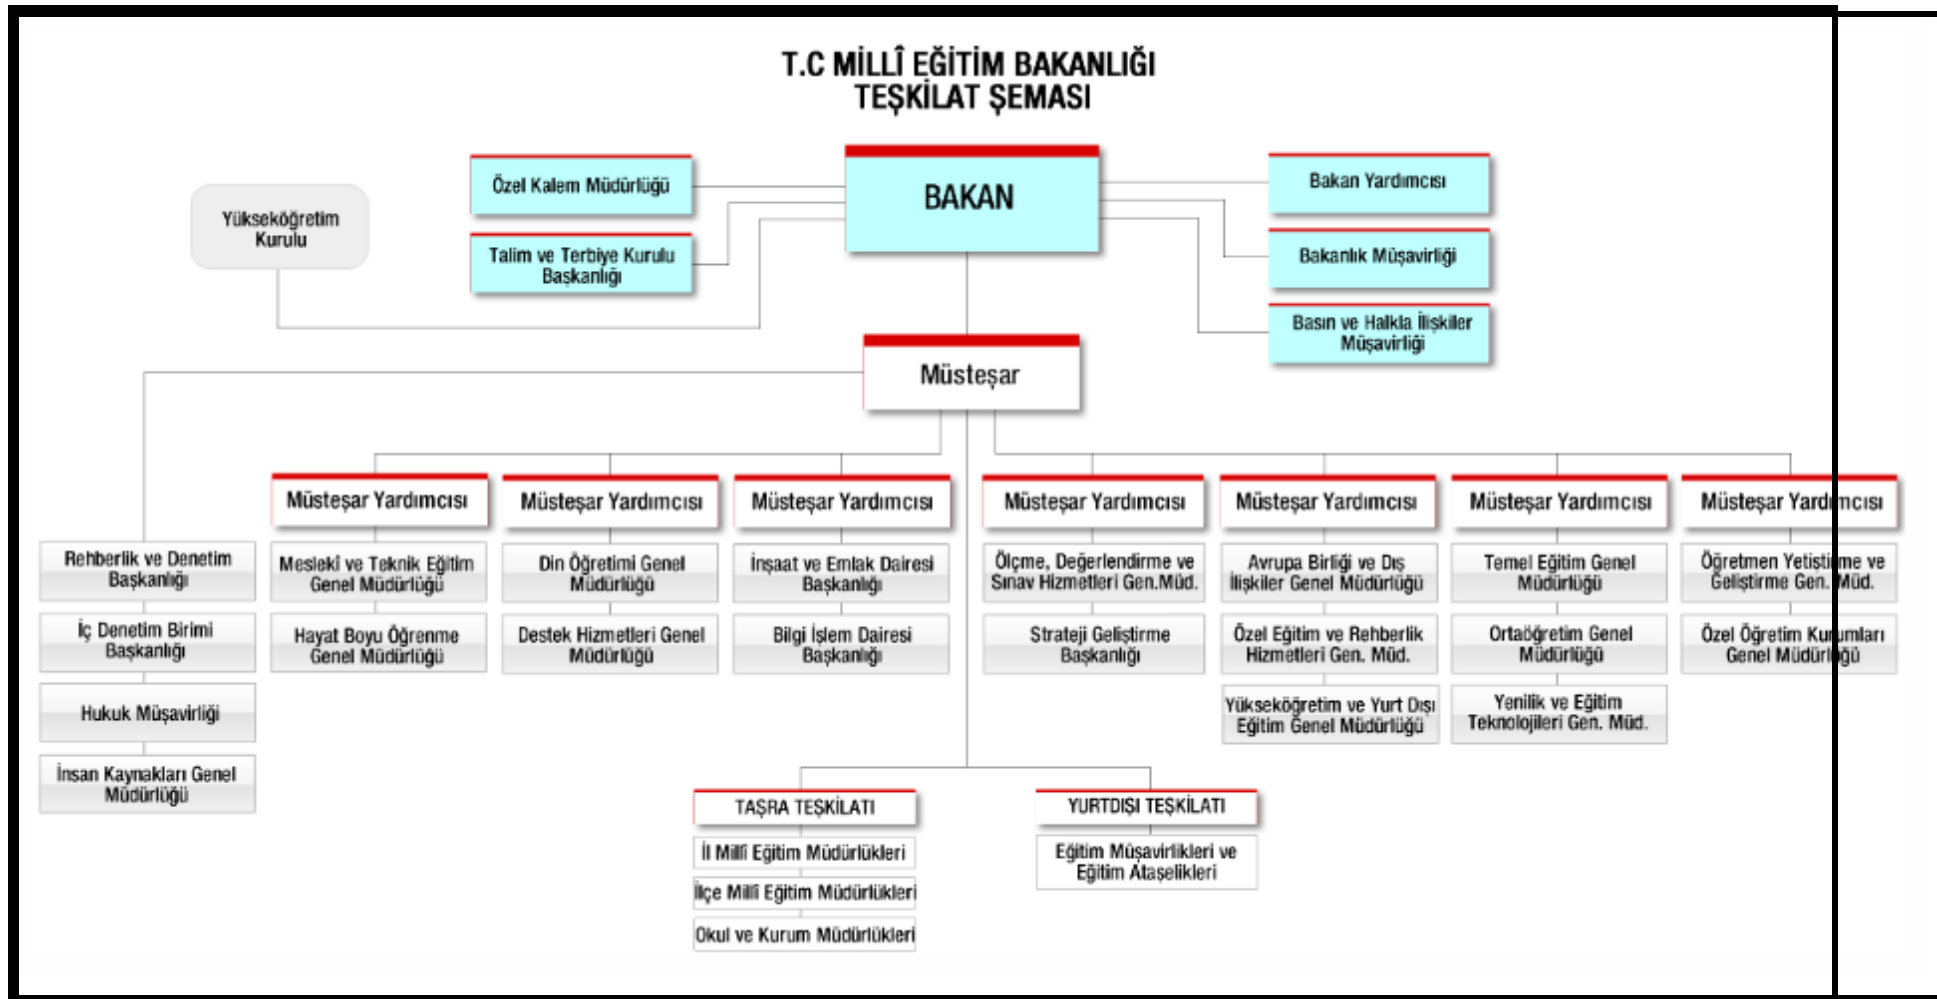 T.C MİLLÎ EĞİTİM BAKANLIĞI
TEŞKİLAT ŞEMASI
Özel Kalem Müdürlüğü
BAKAN
Bakan Yardımcısı
Yükseköğretim
Kurulu
Talim ve Terbiye Kurulu
Başkanlığı
Bakanlık Müşavirliği
Basın ve Halkla İlişkiler
Müşavirliği
Müsteşar
Müsteşar Yardımcısı
Müsteşar Yardımcısı
Müsteşar Yardımcısı
Müsteşar Yardımcısı
Müsteşar Yardımcısı
Müsteşar Yardımcısı
Müsteşar Yardımcısı
Rehberlik ve Denetim
Başkanlığı
İç Denetim Birimi
Başkanlığı
Hukuk Müşavirliği
İnsan Kaynakları Genel
Müdürlüğü
Meslekî ve Teknik Eğitim
Genel Müdürlüğü
Hayat Boyu Öğrenme
Genel Müdürlüğü
Din Öğretimi Genel
Müdürlüğü
Destek Hizmetleri Genel
Müdürlüğü
İnşaat ve Emlak Dairesi
Başkanlığı
Bilgi İşlem Dairesi
Başkanlığı
Ölçme, Değerlendirme ve
Sınav Hizmetleri Gen.Müd.
Strateji Geliştirme
Başkanlığı
Avrupa Birliği ve Dış
İlişkiler Genel Müdürlüğü
Özel Eğitim ve Rehberlik
Hizmetleri Gen. Müd.
Yükseköğretim ve Yurt Dışı
Eğitim Genel Müdürlüğü
Temel Eğitim Genel
Müdürlüğü
Ortaöğretim Genel
Müdürlüğü
Yenilik ve Eğitim
Teknolojileri Gen. Müd.
Öğretmen Yetiştirme ve
Geliştirme Gen. Müd.
Özel Öğretim Kurumları
Genel Müdürlüğü
TAŞRA TEŞKİLATI
İl Millî Eğitim Müdürlükleri
İlçe Millî Eğitim Müdürlükleri
Okul ve Kurum Müdürlükleri
YURTDIŞI TEŞKİLATI
Eğitim Müşavirlikleri ve
Eğitim Ataşelikleri